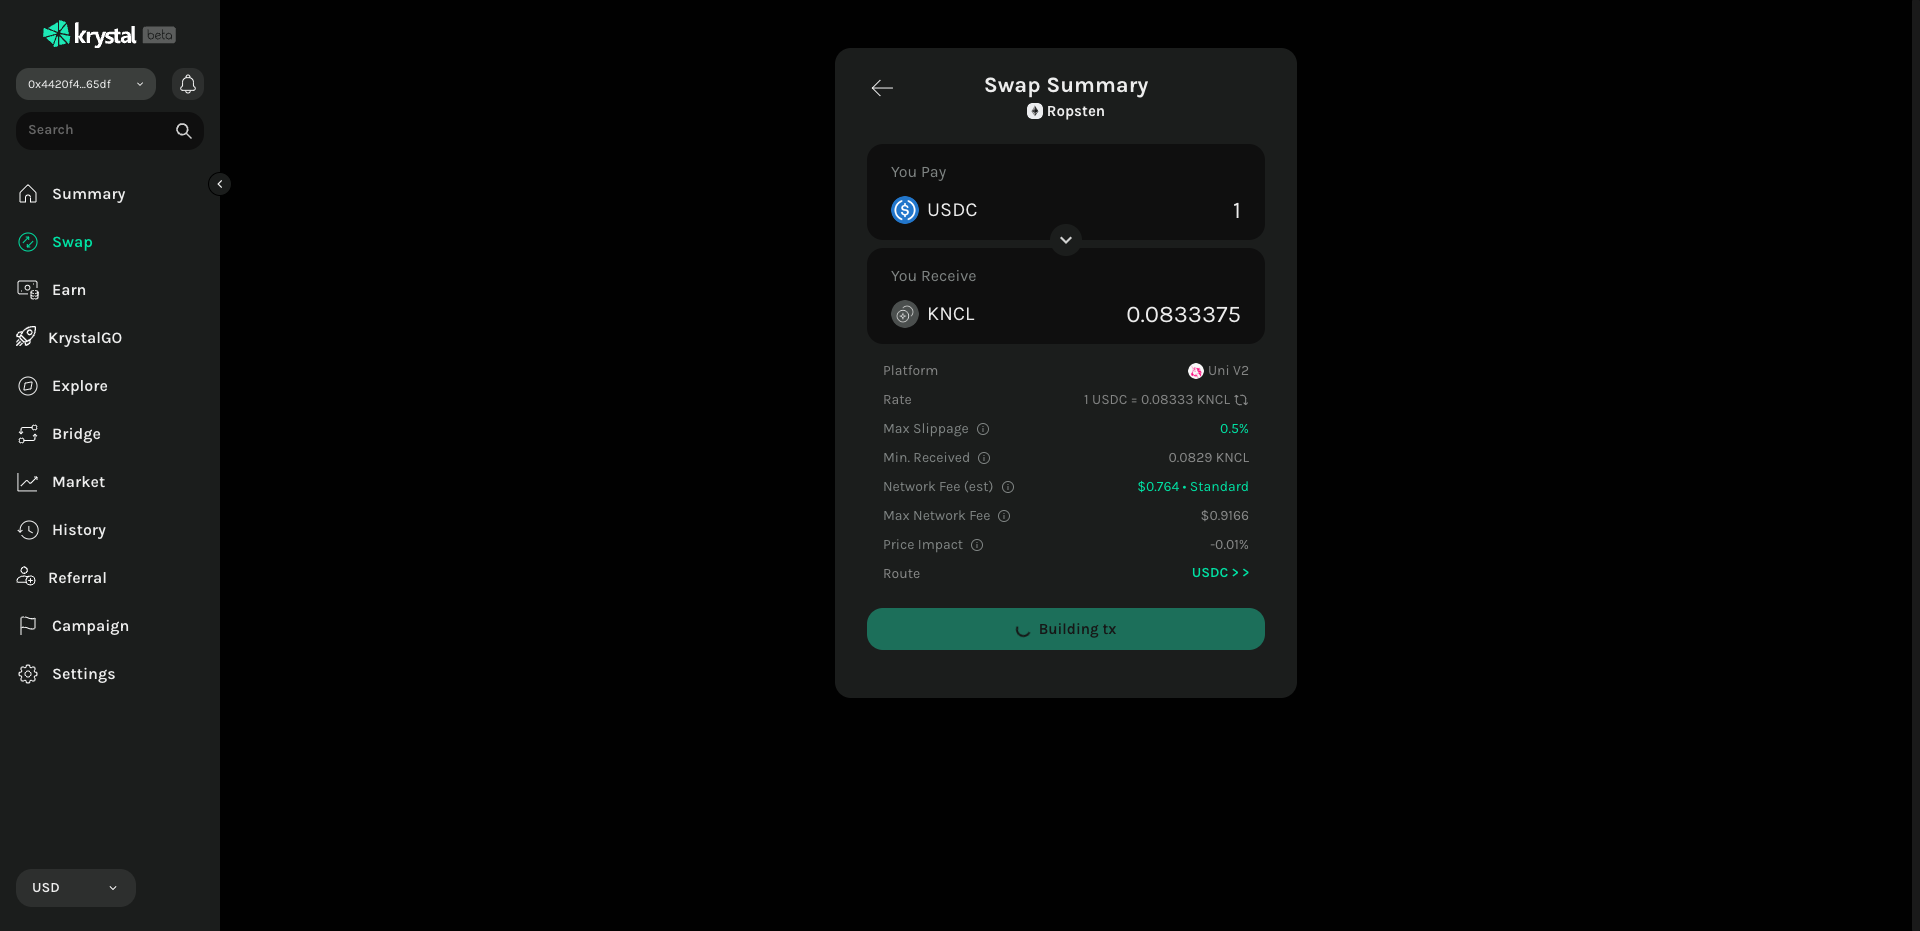 krystal beta
0x4420f4...65df
Search
Summary
Swap
Earn
KrystalGO
Explore
Bridge
Market
History
Referral
Campaign
Settings
USD
Swap Summary
Ropsten
You Pay
USDC 1
You Receive
KNCL 0.0833375
Platform Uni V2
Rate 1 USDC = 0.08333 KNCL
Max Slippage 0.5%
Min. Received 0.0829 KNCL
Network Fee (est) $0.764 • Standard
Max Network Fee $0.9166
Price Impact -0.01%
Route USDC > >
Building tx